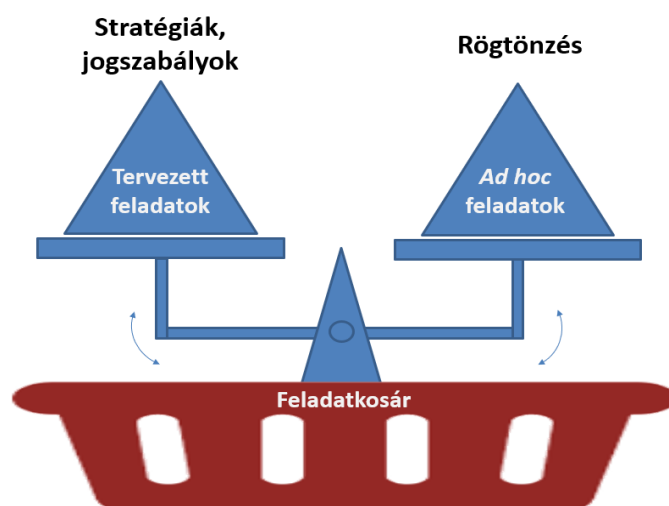 Stratégiák,
jogszabályok
Rögtönzés
Tervezett
feladatok
Ad hoc
feladatok
Feladatkosár